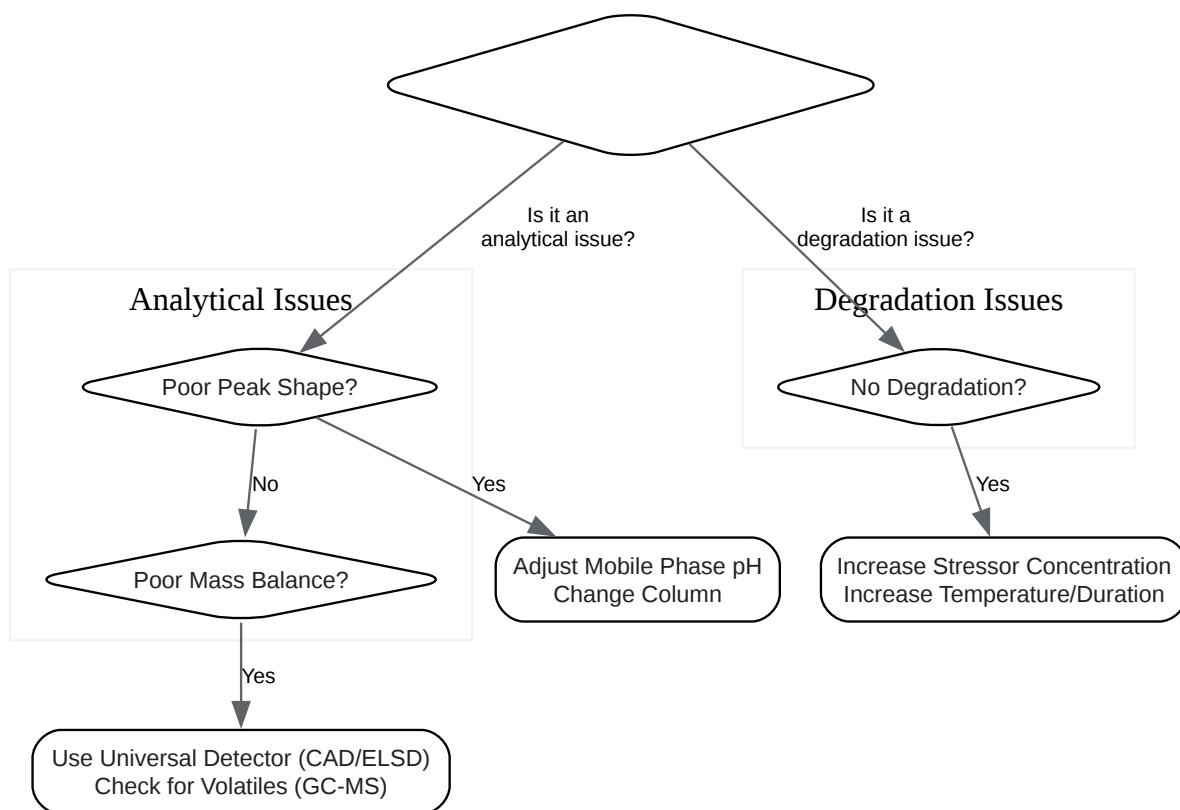 Is it an
analytical issue?
Is it a
degradation issue?
Analytical Issues
Degradation Issues
Poor Peak Shape?
No Degradation?
No
Yes
Yes
Poor Mass Balance?
Adjust Mobile Phase pH
Change Column
Increase Stressor Concentration
Increase Temperature/Duration
Yes
Use Universal Detector (CAD/ELSD)
Check for Volatiles (GC-MS)